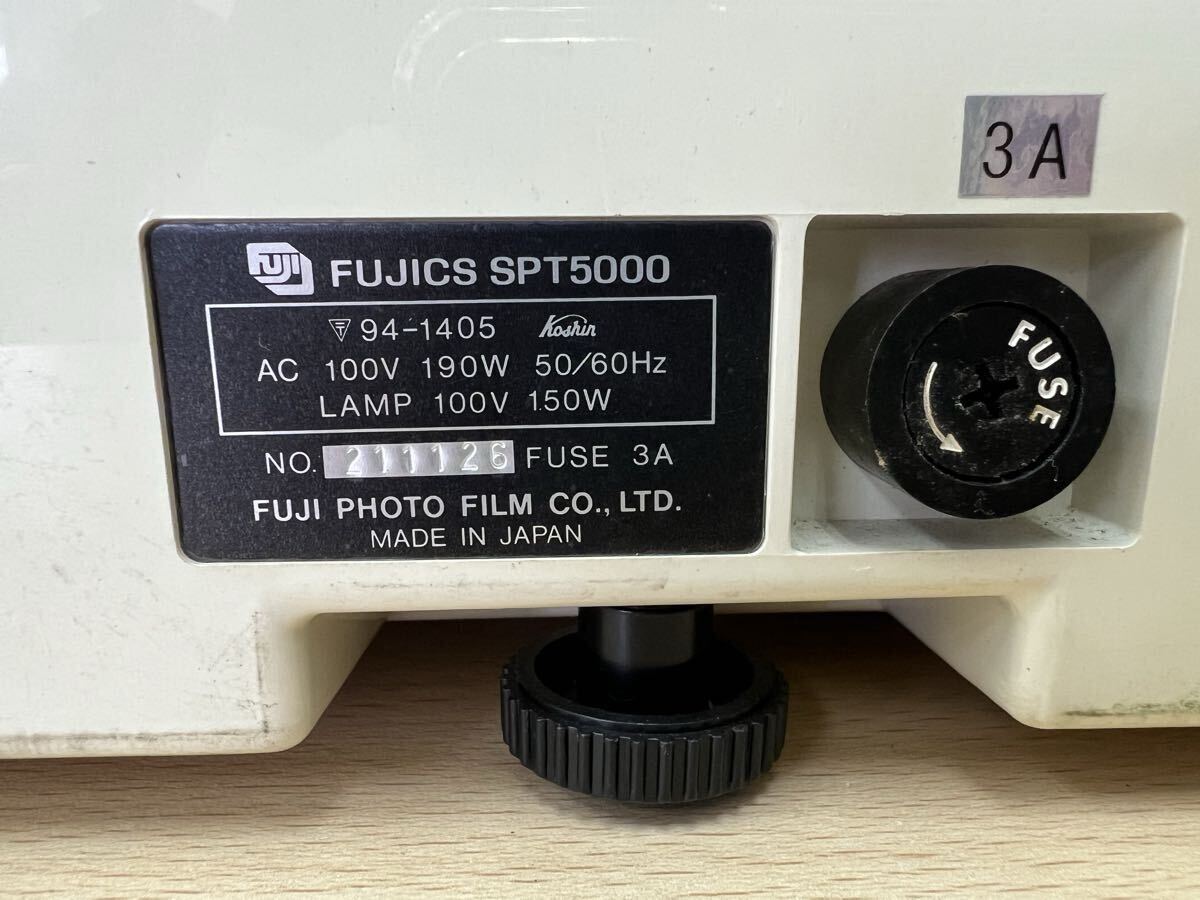 3A
FUJI FUJICS SPT5000
〒 94-1405 Koshin
AC 100V 190W 50/60Hz
LAMP 100V 150W
NO. 211126 FUSE 3A
FUJI PHOTO FILM CO., LTD.
MADE IN JAPAN
FUSE